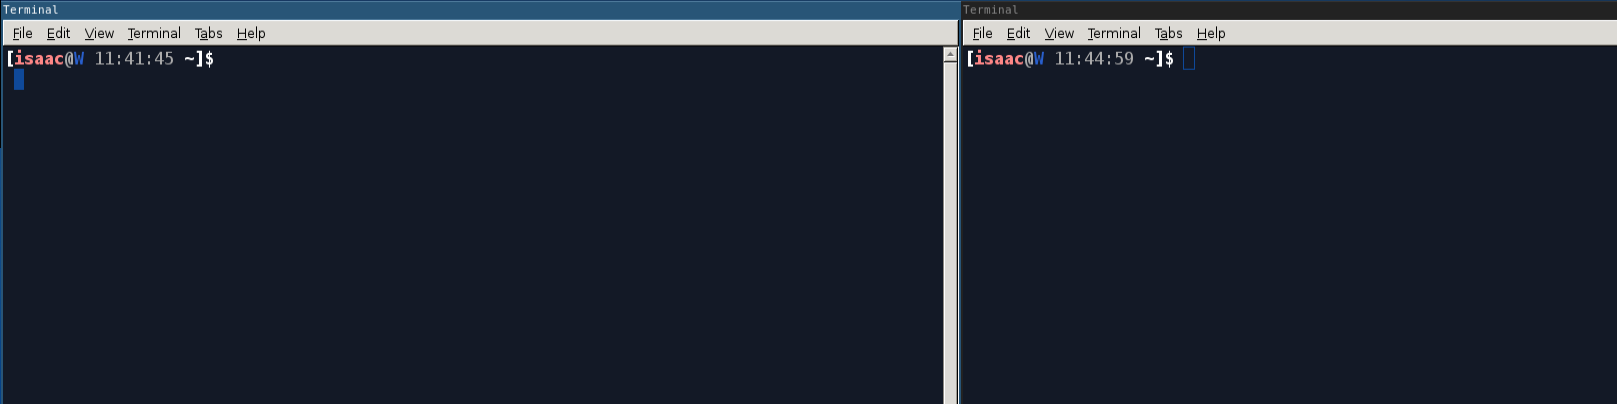 Terminal
File Edit View Terminal Tabs Help
[isaac@W 11:41:45 ~]$
Terminal
File Edit View Terminal Tabs Help
[isaac@W 11:44:59 ~]$